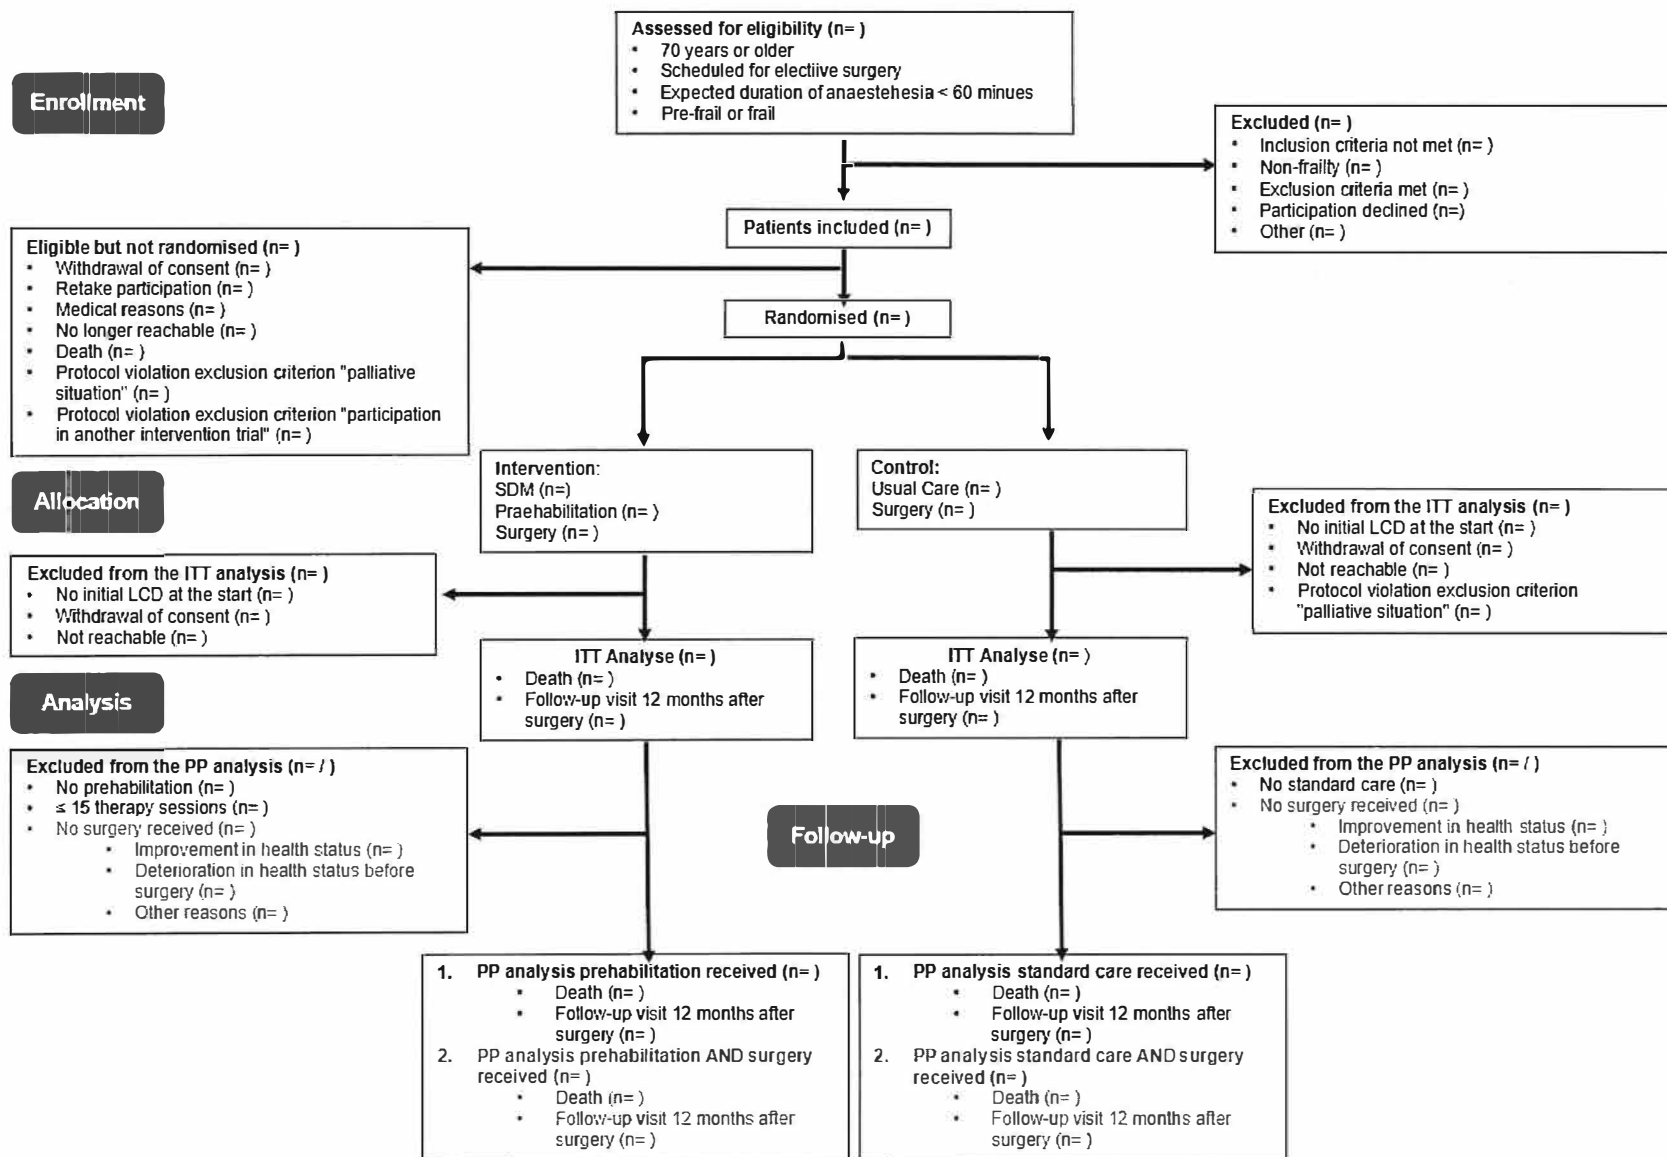 Assessed for eligibility (n= )
• 70 years or older
• Scheduled for electiive surgery
• Expected duration of anaestehesia < 60 minues
• Pre-frail or frail
Enrollment
Excluded (n= )
• Inclusion criteria not met (n= )
• Non-frailty (n= )
• Exclusion criteria met (n= )
• Participation declined (n=)
• Other (n= )
Patients included (n= )
Eligible but not randomised (n= )
• Withdrawal of consent (n= )
• Retake participation (n= )
• Medical reasons (n= )
• No longer reachable (n= )
• Death (n= )
• Protocol violation exclusion criterion "palliative
situation" (n= )
• Protocol violation exclusion criterion "participation
in another intervention trial" (n= )
Randomised (n= )
Allocation
Intervention:
SDM (n=)
Praehabilitation (n= )
Surgery (n= )
Control:
Usual Care (n= )
Surgery (n= )
Excluded from the ITT analysis (n= )
• No initial LCD at the start (n= )
• Withdrawal of consent (n= )
• Not reachable (n= )
• Protocol violation exclusion criterion
"palliative situation" (n= )
Excluded from the ITT analysis (n= )
• No initial LCD at the start (n= )
• Withdrawal of consent (n= )
• Not reachable (n= )
ITT Analyse (n= )
• Death (n= )
• Follow-up visit 12 months after
surgery (n= )
ITT Analyse (n= )
• Death (n= )
• Follow-up visit 12 months after
surgery (n= )
Analysis
Excluded from the PP analysis (n= / )
• No prehabilitation (n= )
• ≤ 15 therapy sessions (n= )
• No surgery received (n= )
• Improvement in health status (n= )
• Deterioration in health status before
surgery (n= )
• Other reasons (n= )
Follow-up
Excluded from the PP analysis (n= / )
• No standard care (n= )
• No surgery received (n= )
• Improvement in health status (n= )
• Deterioration in health status before
surgery (n= )
• Other reasons (n= )
1. PP analysis prehabilitation received (n= )
• Death (n= )
• Follow-up visit 12 months after
surgery (n= )
2. PP analysis prehabilitation AND surgery
received (n= )
• Death (n= )
• Follow-up visit 12 months after
surgery (n= )
1. PP analysis standard care received (n= )
• Death (n= )
• Follow-up visit 12 months after
surgery (n= )
2. PP analysis standard care AND surgery
received (n= )
• Death (n= )
• Follow-up visit 12 months after
surgery (n= )